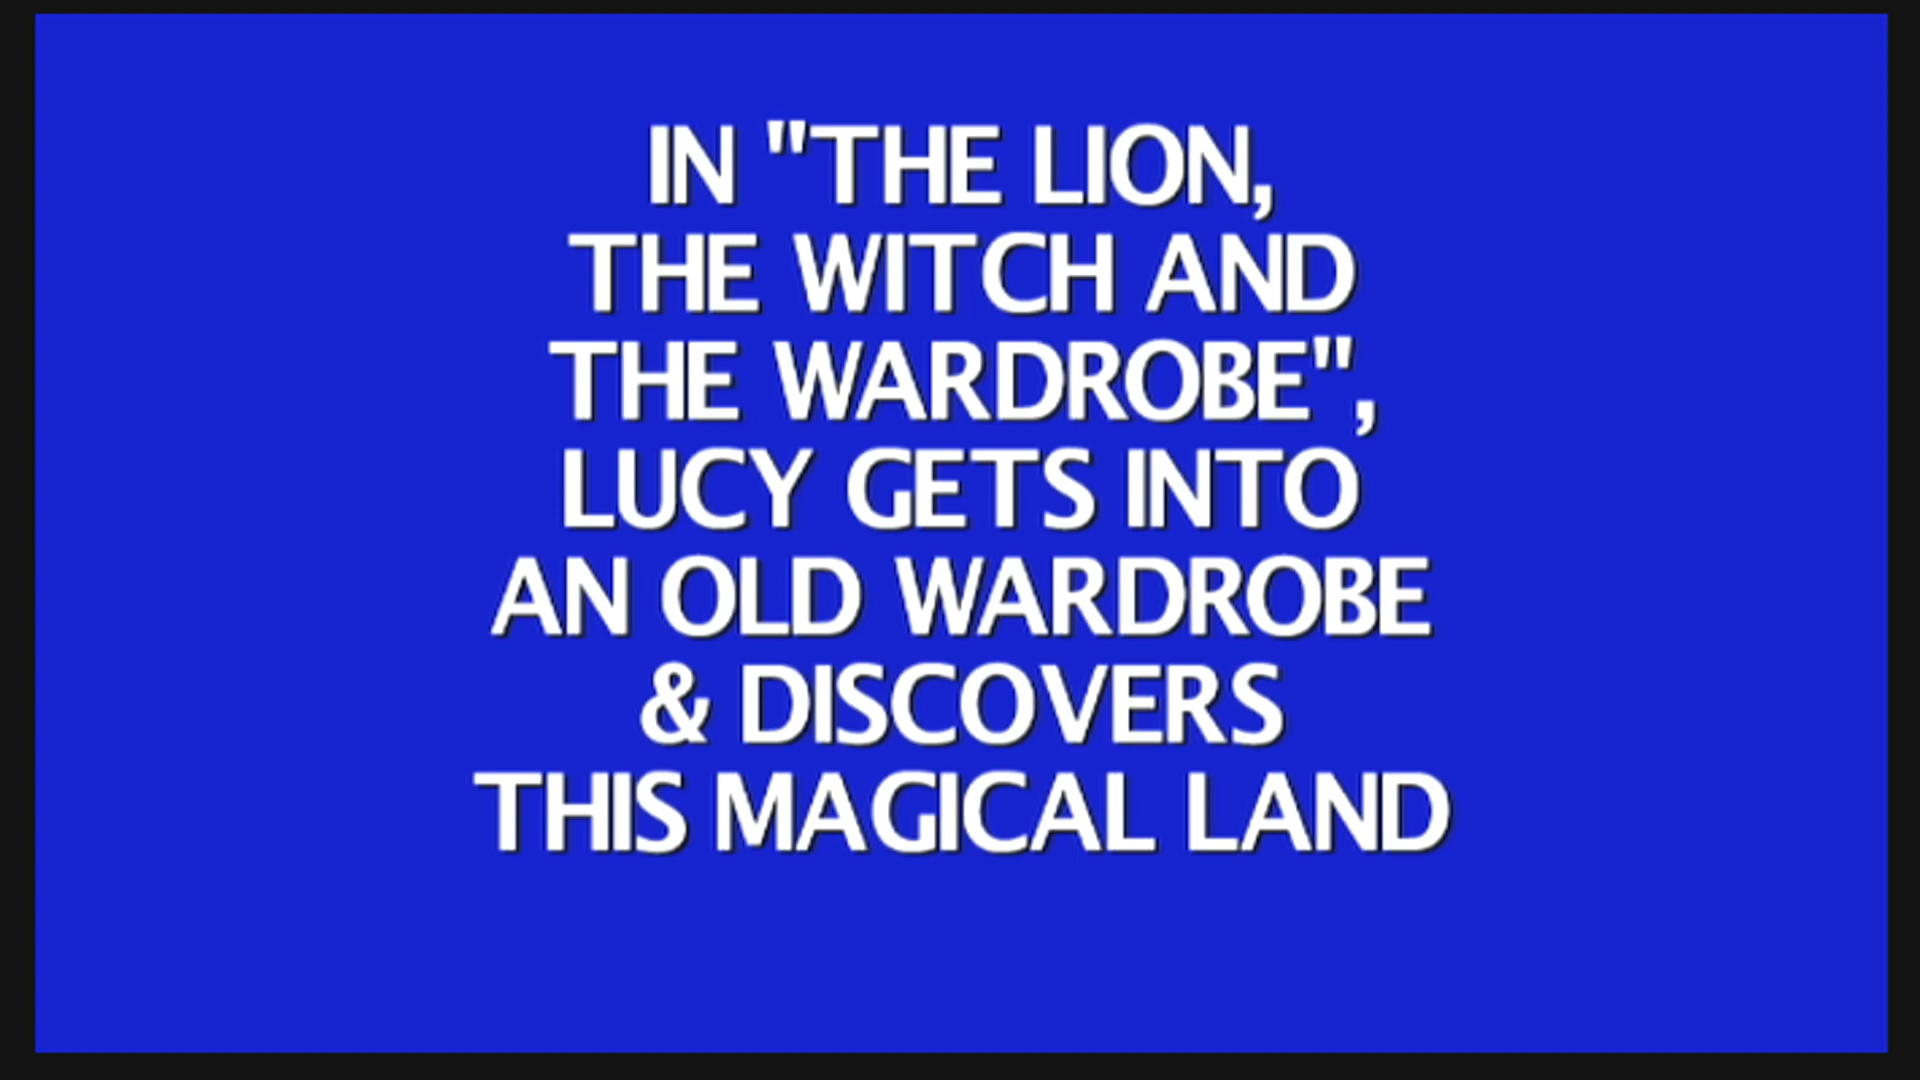 IN "THE LION,
THE WITCH AND
THE WARDROBE",
LUCY GETS INTO
AN OLD WARDROBE
& DISCOVERS
THIS MAGICAL LAND